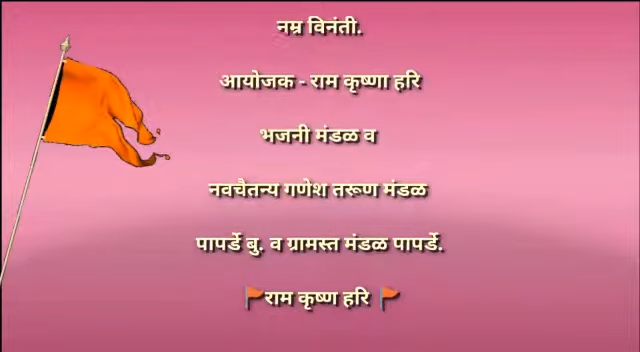 नम्र विनंती.
आयोजक - राम कृष्णा हरि
भजनी मंडळ व
नवचैतन्य गणेश तरूण मंडळ
पापर्डे बु. व ग्रामस्त मंडळ पापर्डे.
🚩राम कृष्ण हरि 🚩